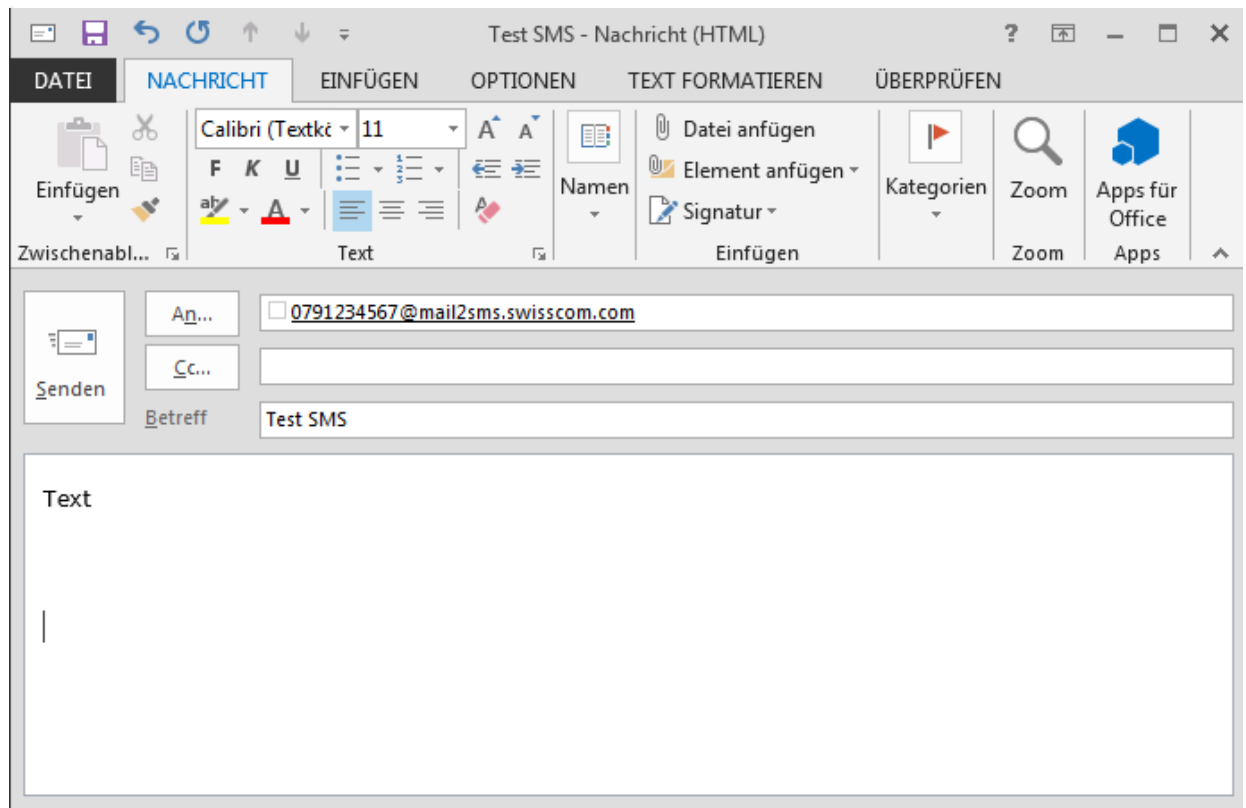 Test SMS - Nachricht (HTML) ?
DATEI NACHRICHT EINFÜGEN OPTIONEN TEXT FORMATIEREN ÜBERPRÜFEN
Einfügen
Zwischenabl...
Calibri (Textkö 11 A A
F K U
ab A
Text
Namen
Datei anfügen
Element anfügen
Signatur
Einfügen
Kategorien
Zoom
Zoom
Apps für
Office
Apps
Senden
An... 0791234567@mail2sms.swisscom.com
Cc...
Betreff Test SMS
Text